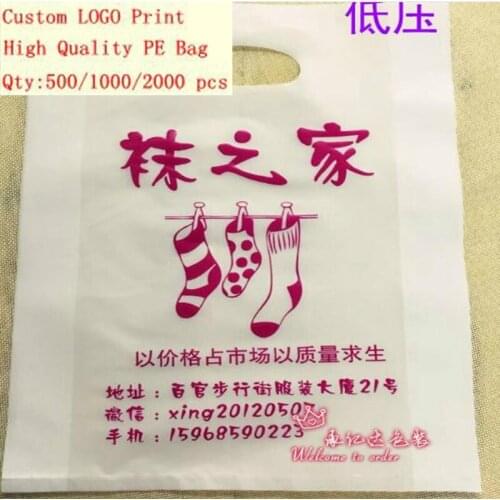 Custom LOGO Print
High Quality PE Bag
Qty:500/1000/2000 pcs
低压
袜之家
以价格占市场以质量求生
地址：百官步行街服装大厦21号
微信：xing20120507
手机：15968590223
Welcome to order